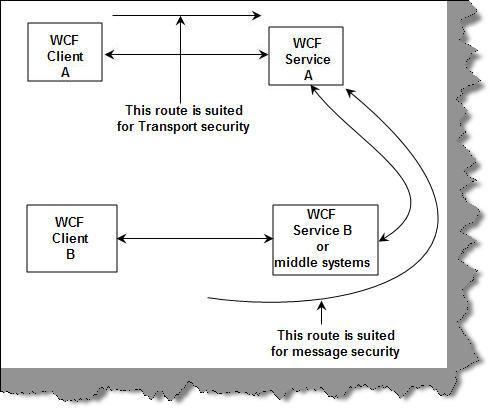 WCF
Client
A
WCF
Service
A
This route is suited
for Transport security
WCF
Client
B
WCF
Service B
or
middle systems
This route is suited
for message security